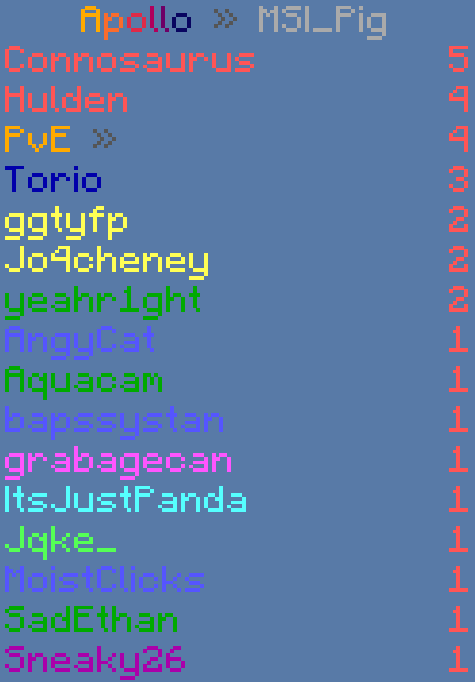 Apollo » MSI_Pig
Connosaurus 5
Hulden 4
PvE » 4
Torio 3
ggtyfp 2
Jo4cheney 2
yeahr1ght 2
AngyCat 1
Aquacam 1
bapssystan 1
grabagecan 1
ItsJustPanda 1
Jqke_ 1
MoistClicks 1
SadEthan 1
Sneaky26 1